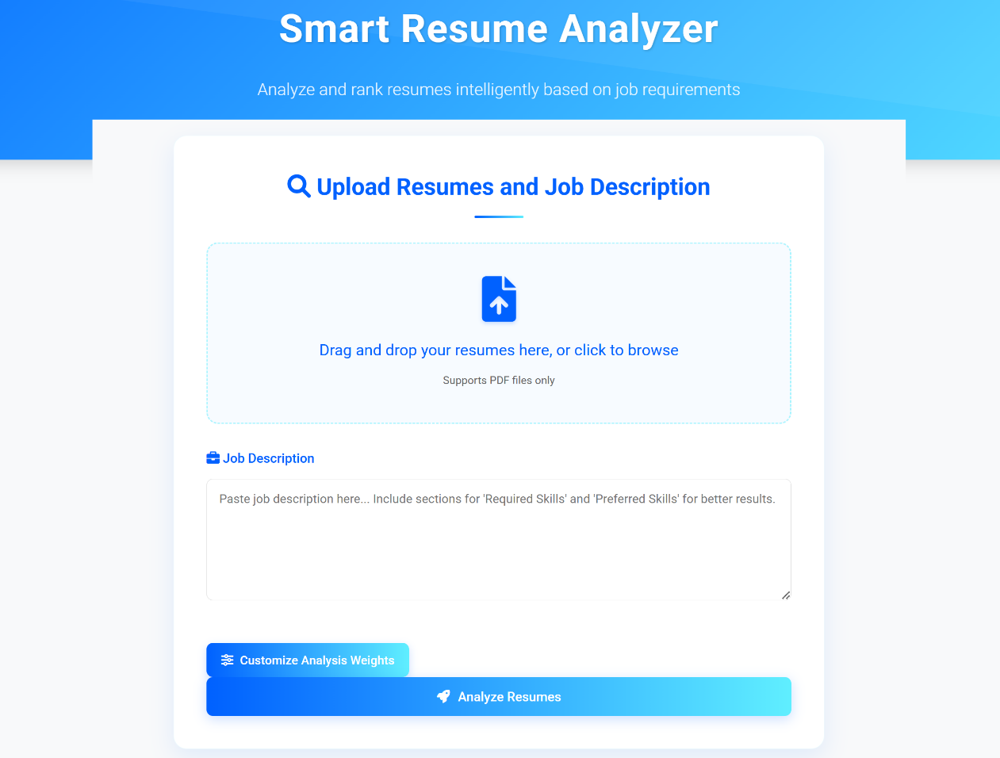 Smart Resume Analyzer
Analyze and rank resumes intelligently based on job requirements
Upload Resumes and Job Description
Drag and drop your resumes here, or click to browse
Supports PDF files only
Job Description
Paste job description here... Include sections for 'Required Skills' and 'Preferred Skills' for better results.
Customize Analysis Weights
Analyze Resumes